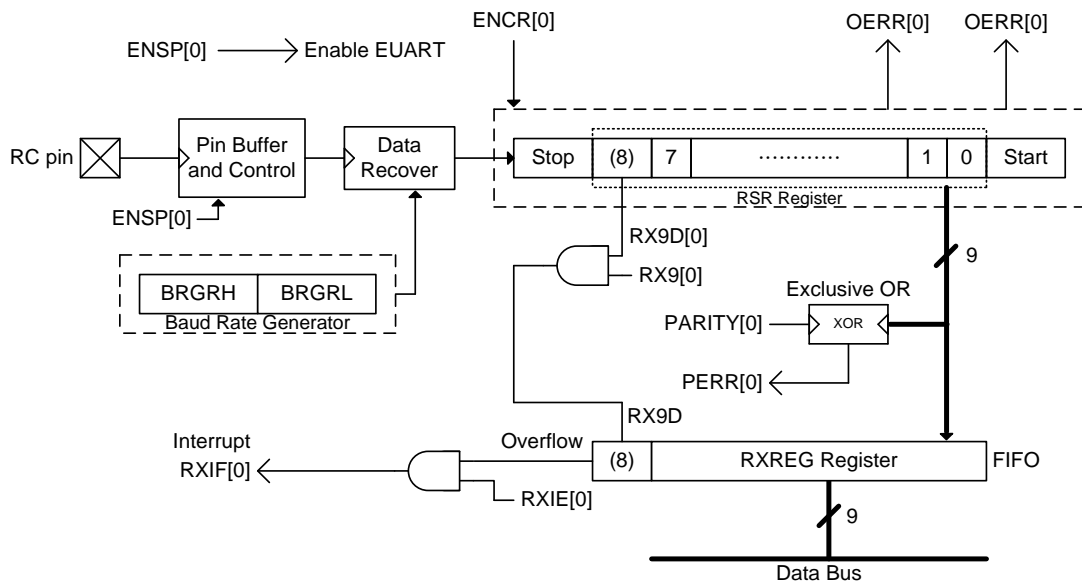 ENCR[0]
OERR[0]
OERR[0]
ENSP[0]
Enable EUART
RC pin
Pin Buffer
and Control
Data
Recover
Stop
(8)
7
............
1
0
Start
RSR Register
ENSP[0]
RX9D[0]
RX9[0]
9
BRGRH
BRGRL
Baud Rate Generator
Exclusive OR
PARITY[0]
XOR
PERR[0]
RX9D
Interrupt
RXIF[0]
Overflow
(8)
RXREG Register
FIFO
RXIE[0]
9
Data Bus